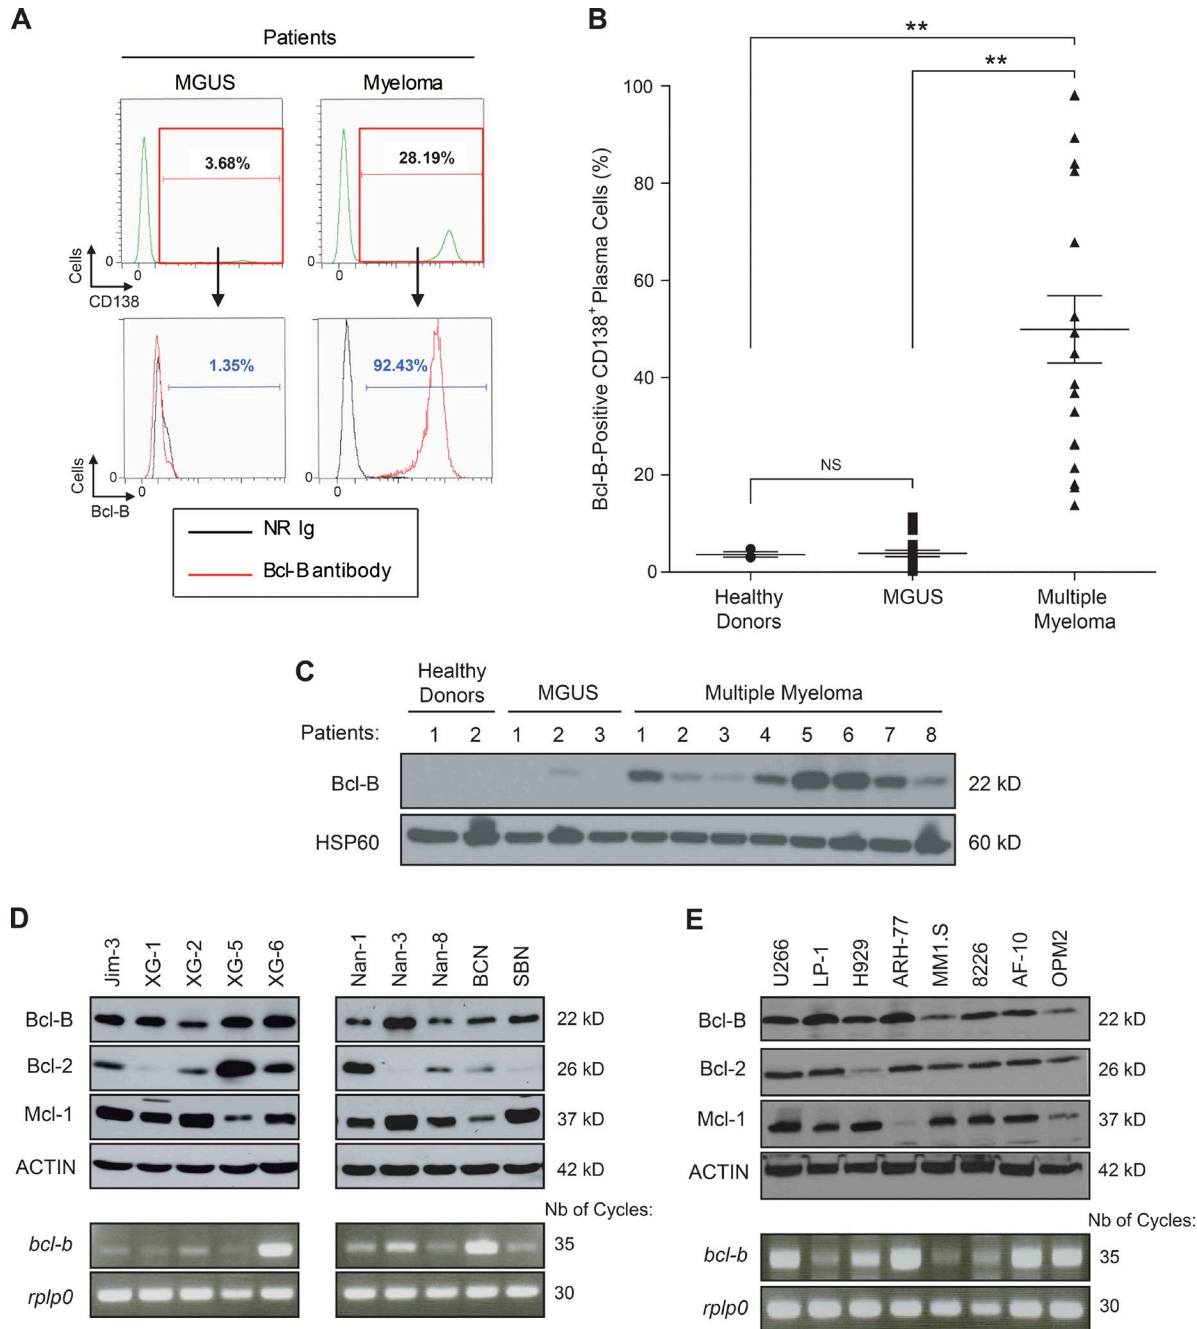 A
Patients
MGUS
Myeloma
3.68%
28.19%
Cells
0
0
0
0
CD138
1.35%
92.43%
Cells
0
0
0
0
Bcl-B
NR Ig
Bcl-B antibody
B
**
**
Bcl-B-Positive CD138+ Plasma Cells (%)
100
80
60
40
20
0
NS
Healthy Donors
MGUS
Multiple Myeloma
C
Healthy Donors
MGUS
Multiple Myeloma
Patients: 1 2 1 2 3 1 2 3 4 5 6 7 8
Bcl-B 22 kD
HSP60 60 kD
D
Jim-3 XG-1 XG-2 XG-5 XG-6 Nan-1 Nan-3 Nan-8 BCN SBN
Bcl-B 22 kD
Bcl-2 26 kD
Mcl-1 37 kD
ACTIN 42 kD
Nb of Cycles:
bcl-b 35
rplp0 30
E
U266 LP-1 H929 ARH-77 MM1.S 8226 AF-10 OPM2
Bcl-B 22 kD
Bcl-2 26 kD
Mcl-1 37 kD
ACTIN 42 kD
Nb of Cycles:
bcl-b 35
rplp0 30